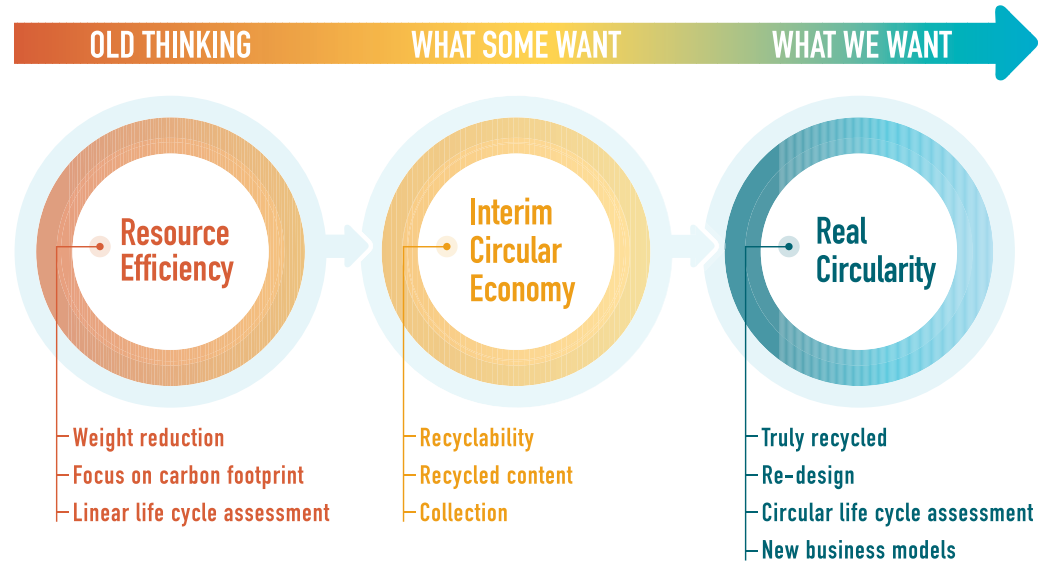 OLD THINKING
WHAT SOME WANT
WHAT WE WANT
Resource
Efficiency
Weight reduction
Focus on carbon footprint
Linear life cycle assessment
Interim
Circular
Economy
Recyclability
Recycled content
Collection
Real
Circularity
Truly recycled
Re-design
Circular life cycle assessment
New business models